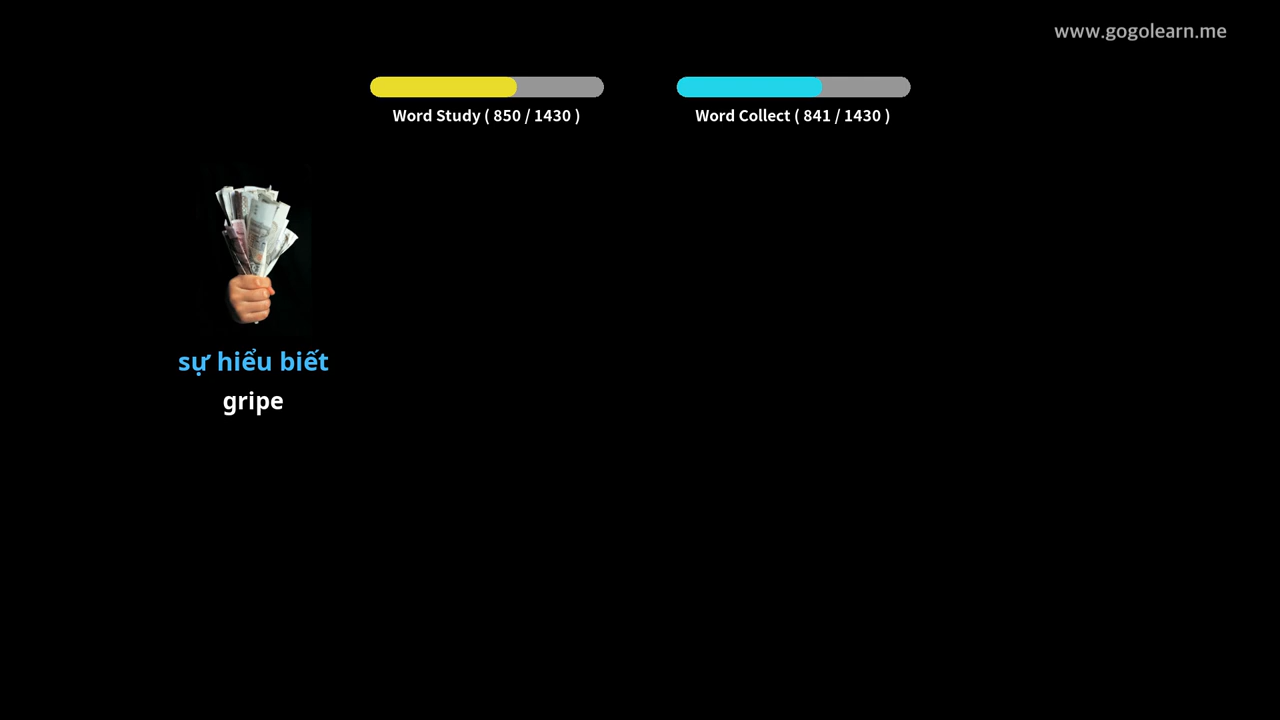 www.gogolearn.me
Word Study ( 850 / 1430 )
Word Collect ( 841 / 1430 )
sự hiểu biết
gripe